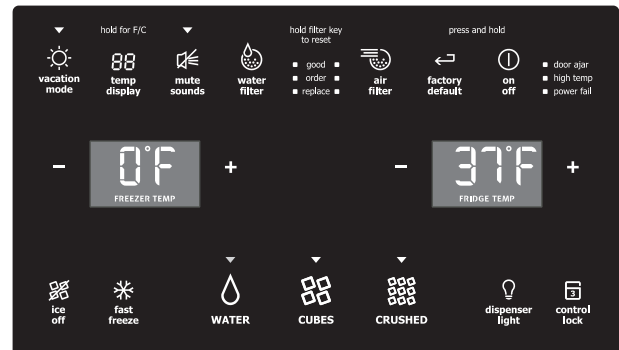 hold for F/C
hold filter key
to reset
press and hold
88
vacation
mode
temp
display
mute
sounds
water
filter
good
order
replace
air
filter
factory
default
on
off
door ajar
high temp
power fail
- 0°F +
FREEZER TEMP
- 37°F +
FRIDGE TEMP
ice
off
fast
freeze
WATER
CUBES
CRUSHED
dispenser
light
3
control
lock